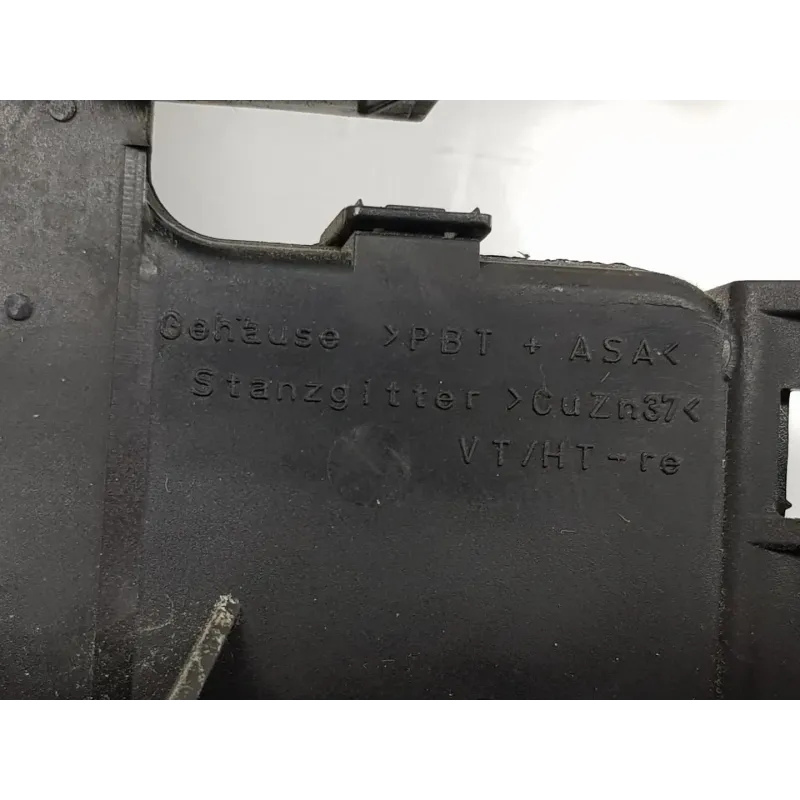 Gehäuse >PBT + ASA<
Stanzgitter >CuZn37<
VT/HT-re